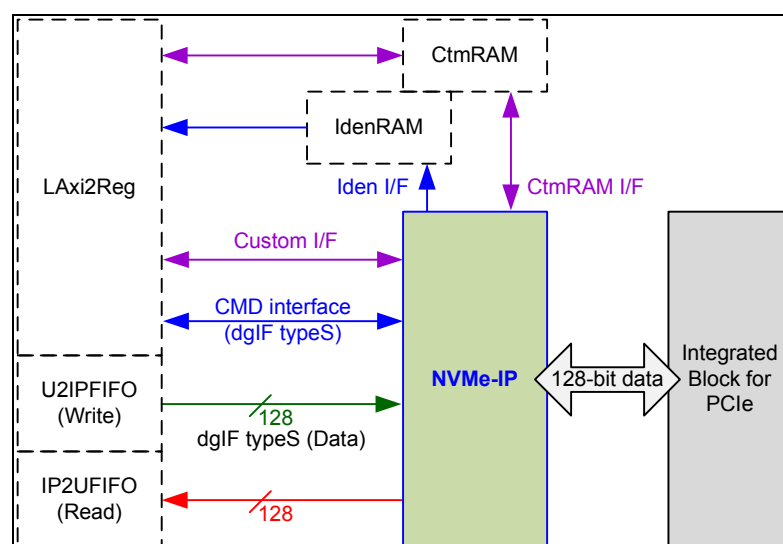 CtmRAM
IdenRAM
LAxi2Reg
Iden I/F
CtmRAM I/F
Custom I/F
CMD interface
(dgIF typeS)
NVMe-IP
128-bit data
Integrated
Block for
PCIe
U2IPFIFO
(Write)
128
dgIF typeS (Data)
IP2UFIFO
(Read)
128